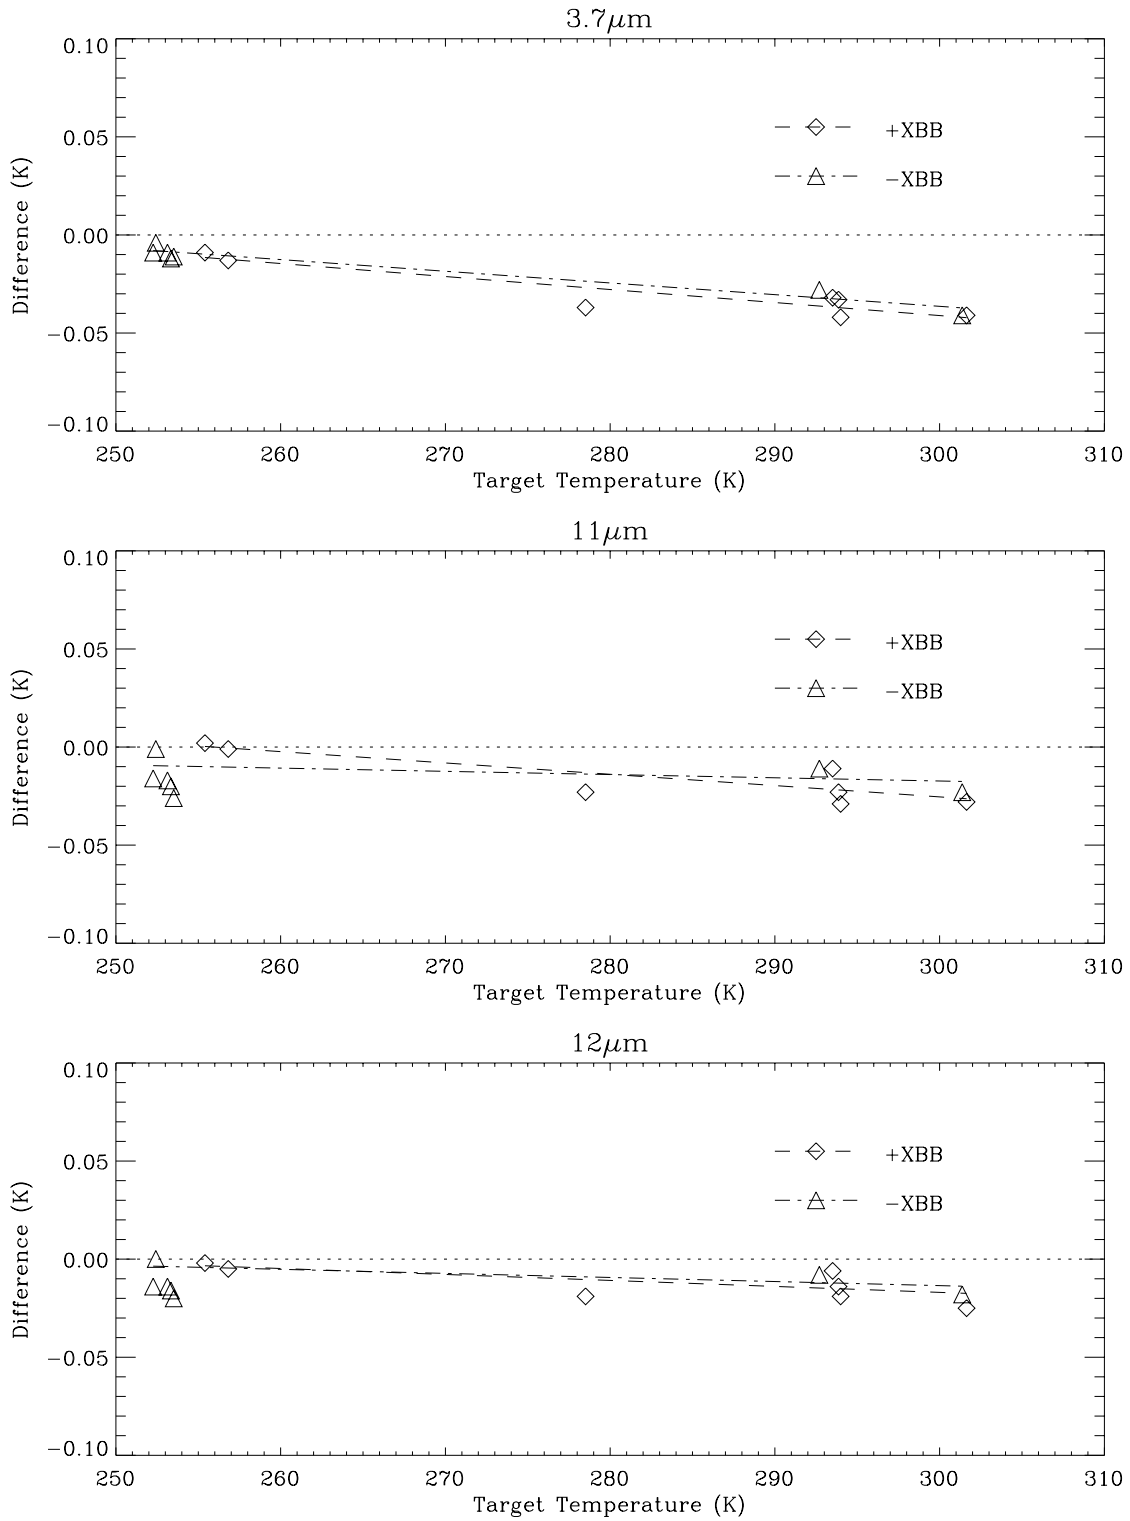 3.7μm
0.10
0.05
0.00
−0.05
−0.10
Difference (K)
+XBB
−XBB
250 260 270 280 290 300 310
Target Temperature (K)
11μm
0.10
0.05
0.00
−0.05
−0.10
Difference (K)
+XBB
−XBB
250 260 270 280 290 300 310
Target Temperature (K)
12μm
0.10
0.05
0.00
−0.05
−0.10
Difference (K)
+XBB
−XBB
250 260 270 280 290 300 310
Target Temperature (K)